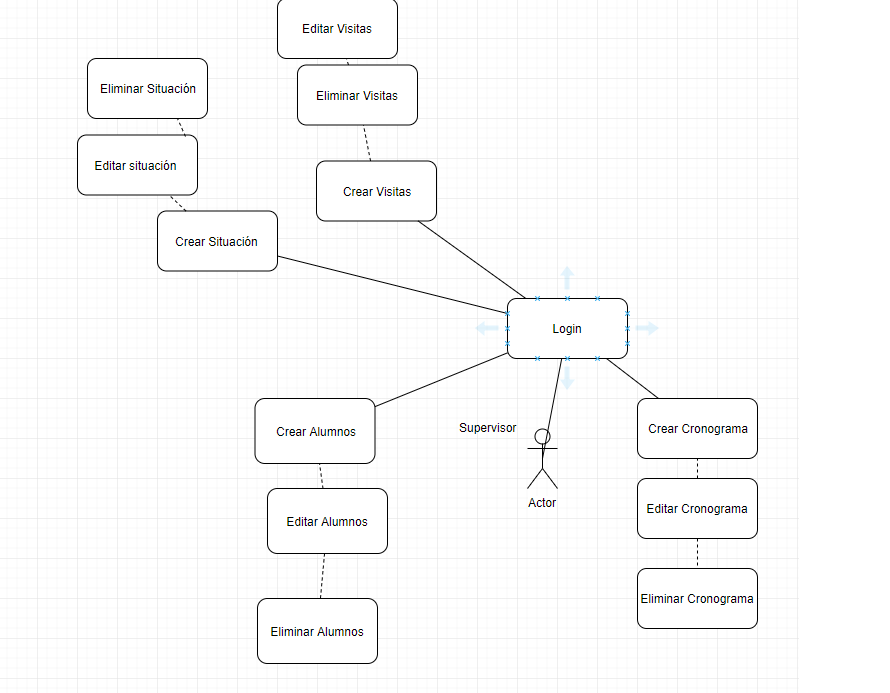 Editar Visitas
Eliminar Situación
Eliminar Visitas
Editar situación
Crear Visitas
Crear Situación
Login
Crear Alumnos
Supervisor
Crear Cronograma
Actor
Editar Alumnos
Editar Cronograma
Eliminar Cronograma
Eliminar Alumnos